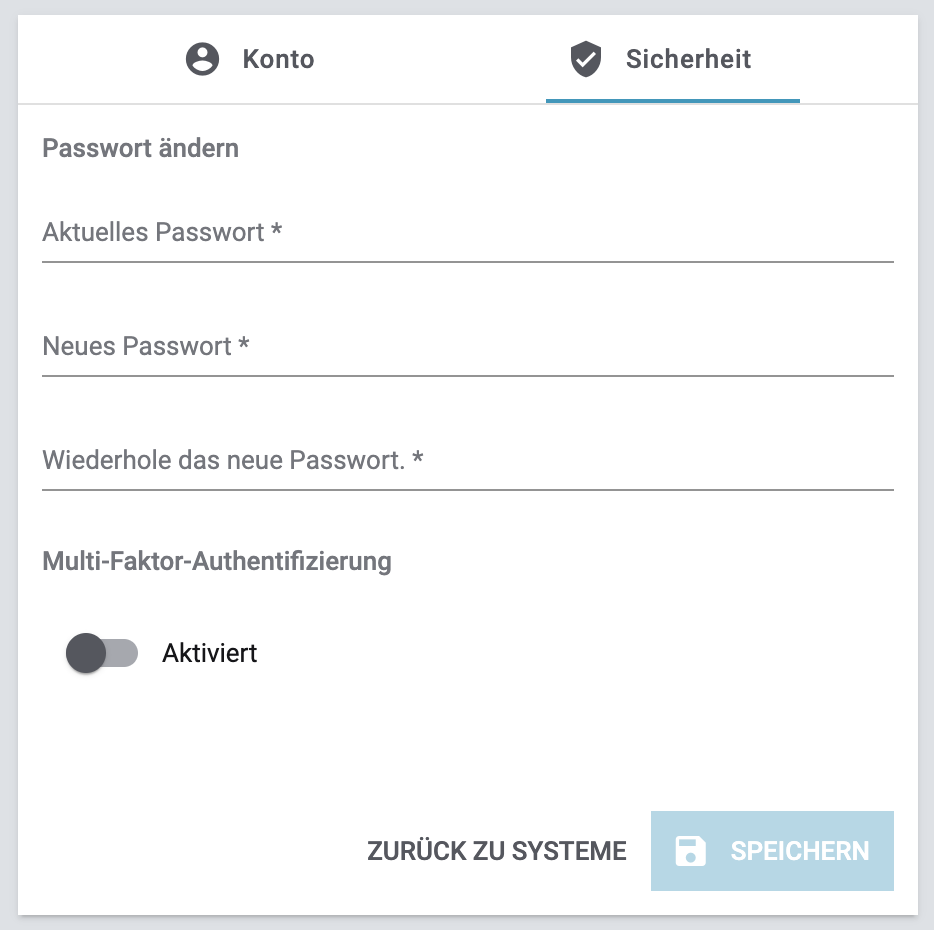 Konto
Sicherheit
Passwort ändern
Aktuelles Passwort *
Neues Passwort *
Wiederhole das neue Passwort. *
Multi-Faktor-Authentifizierung
Aktiviert
ZURÜCK ZU SYSTEME
SPEICHERN